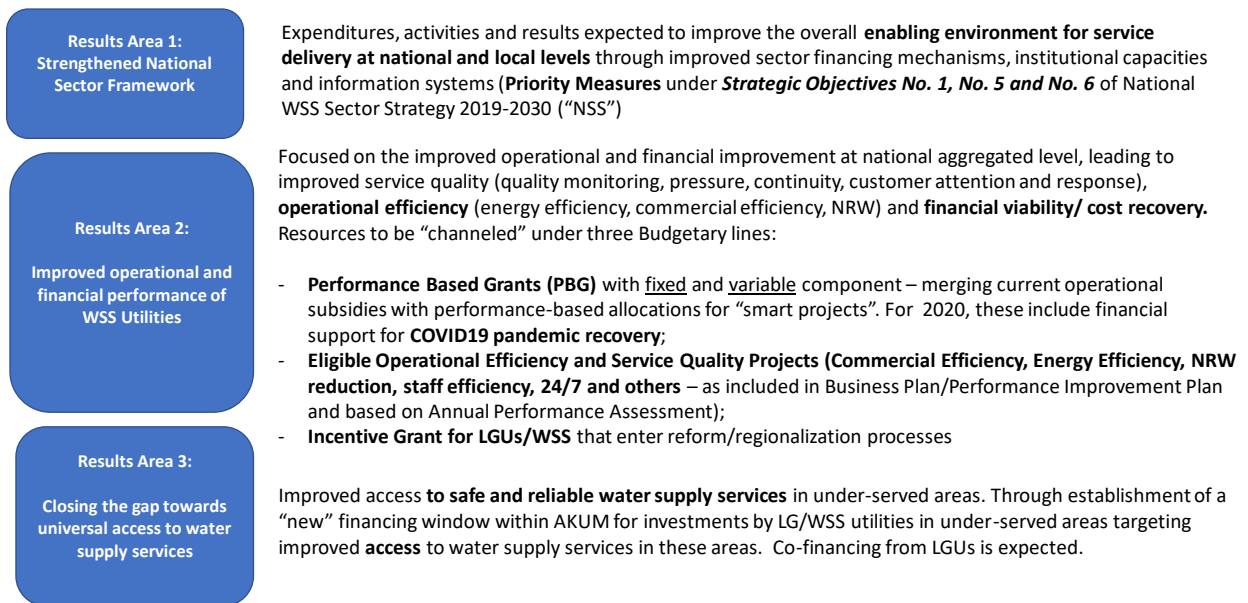 Results Area 1:
Strengthened National
Sector Framework
Expenditures, activities and results expected to improve the overall enabling environment for service
delivery at national and local levels through improved sector financing mechanisms, institutional capacities
and information systems (Priority Measures under Strategic Objectives No. 1, No. 5 and No. 6 of National
WSS Sector Strategy 2019-2030 (“NSS”)
Results Area 2:
Improved operational and
financial performance of
WSS Utilities
Focused on the improved operational and financial improvement at national aggregated level, leading to
improved service quality (quality monitoring, pressure, continuity, customer attention and response),
operational efficiency (energy efficiency, commercial efficiency, NRW) and financial viability/ cost recovery.
Resources to be “channeled” under three Budgetary lines:
- Performance Based Grants (PBG) with fixed and variable component – merging current operational
subsidies with performance-based allocations for “smart projects”. For 2020, these include financial
support for COVID19 pandemic recovery;
- Eligible Operational Efficiency and Service Quality Projects (Commercial Efficiency, Energy Efficiency, NRW
reduction, staff efficiency, 24/7 and others – as included in Business Plan/Performance Improvement Plan
and based on Annual Performance Assessment);
- Incentive Grant for LGUs/WSS that enter reform/regionalization processes
Results Area 3:
Closing the gap towards
universal access to water
supply services
Improved access to safe and reliable water supply services in under-served areas. Through establishment of a
“new” financing window within AKUM for investments by LG/WSS utilities in under-served areas targeting
improved access to water supply services in these areas. Co-financing from LGUs is expected.